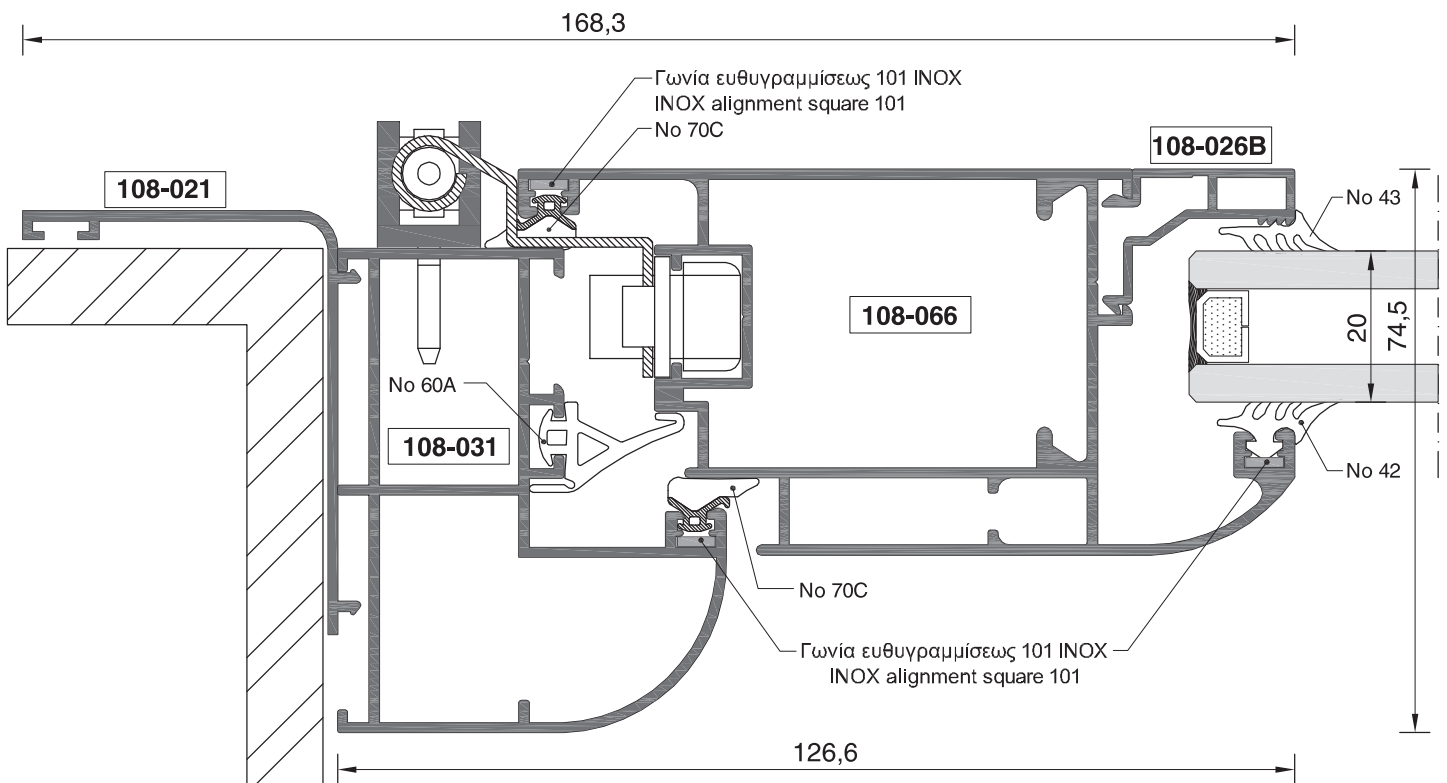 168,3
Γωνία ευθυγραμμίσεως 101 INOX
INOX alignment square 101
No 70C
108-026B
108-021
No 43
108-066
20
74,5
No 60A
108-031
No 42
No 70C
Γωνία ευθυγραμμίσεως 101 INOX
INOX alignment square 101
126,6